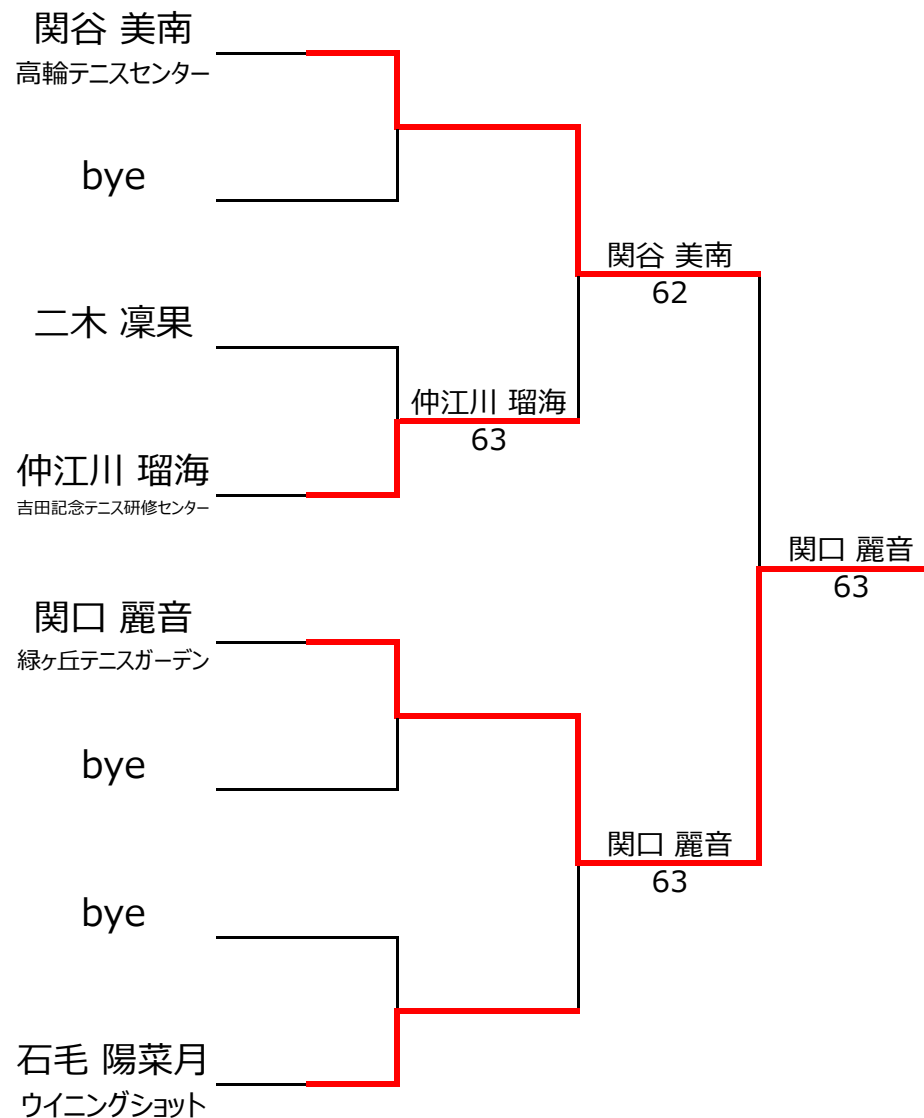 関谷 美南
高輪テニスセンター
bye
関谷 美南
62
二木 凜果
仲江川 瑠海
63
仲江川 瑠海
吉田記念テニス研修センター
関口 麗音
63
関口 麗音
緑ヶ丘テニスガーデン
bye
関口 麗音
63
bye
石毛 陽菜月
ウイニングショット